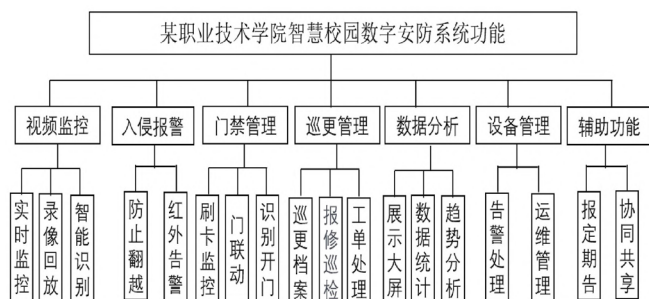 某职业技术学院智慧校园数字安防系统功能
视频监控
入侵报警
门禁管理
巡更管理
数据分析
设备管理
辅助功能
实时监控
录像回放
智能识别
防止翻越
红外告警
刷卡监控
门联动
识别开门
巡更档案
报修巡检
工单处理
展示大屏
数据统计
趋势分析
告警处理
运维管理
报定期告
协同共享